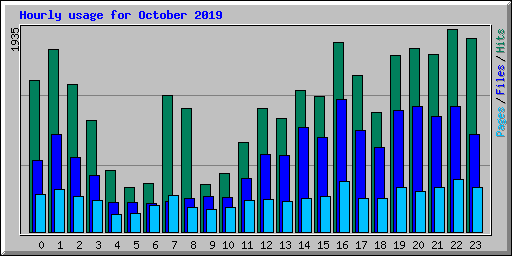 Hourly usage for October 2019
1935
Pages/Files/Hits
0 1 2 3 4 5 6 7 8 9 10 11 12 13 14 15 16 17 18 19 20 21 22 23